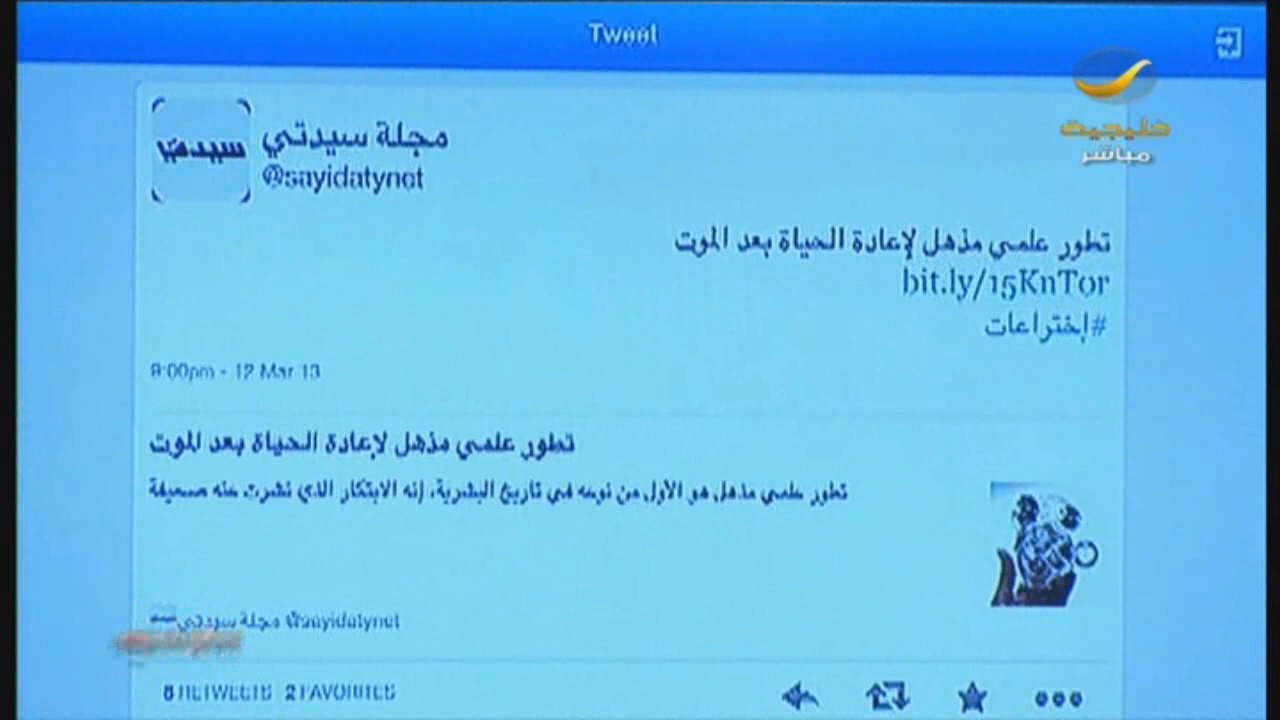 Tweet
خليجية
مباشر
سيدتي
مجلة سيدتي
@sayidatynet
تطور علمي مذهل لإعادة الحياة بعد الموت
bit.ly/15KnTor
#إختراعات
8:00pm - 12 Mar 13
تطور علمي مذهل لإعادة الحياة بعد الموت
تطور علمي مذهل هو الأول من نوعه في تاريخ البشرية، إنه الابتكار الذي نشرت عنه صحيفة
مجلة سيدتي @sayidatynet
RETWEETS 2 FAVORITES